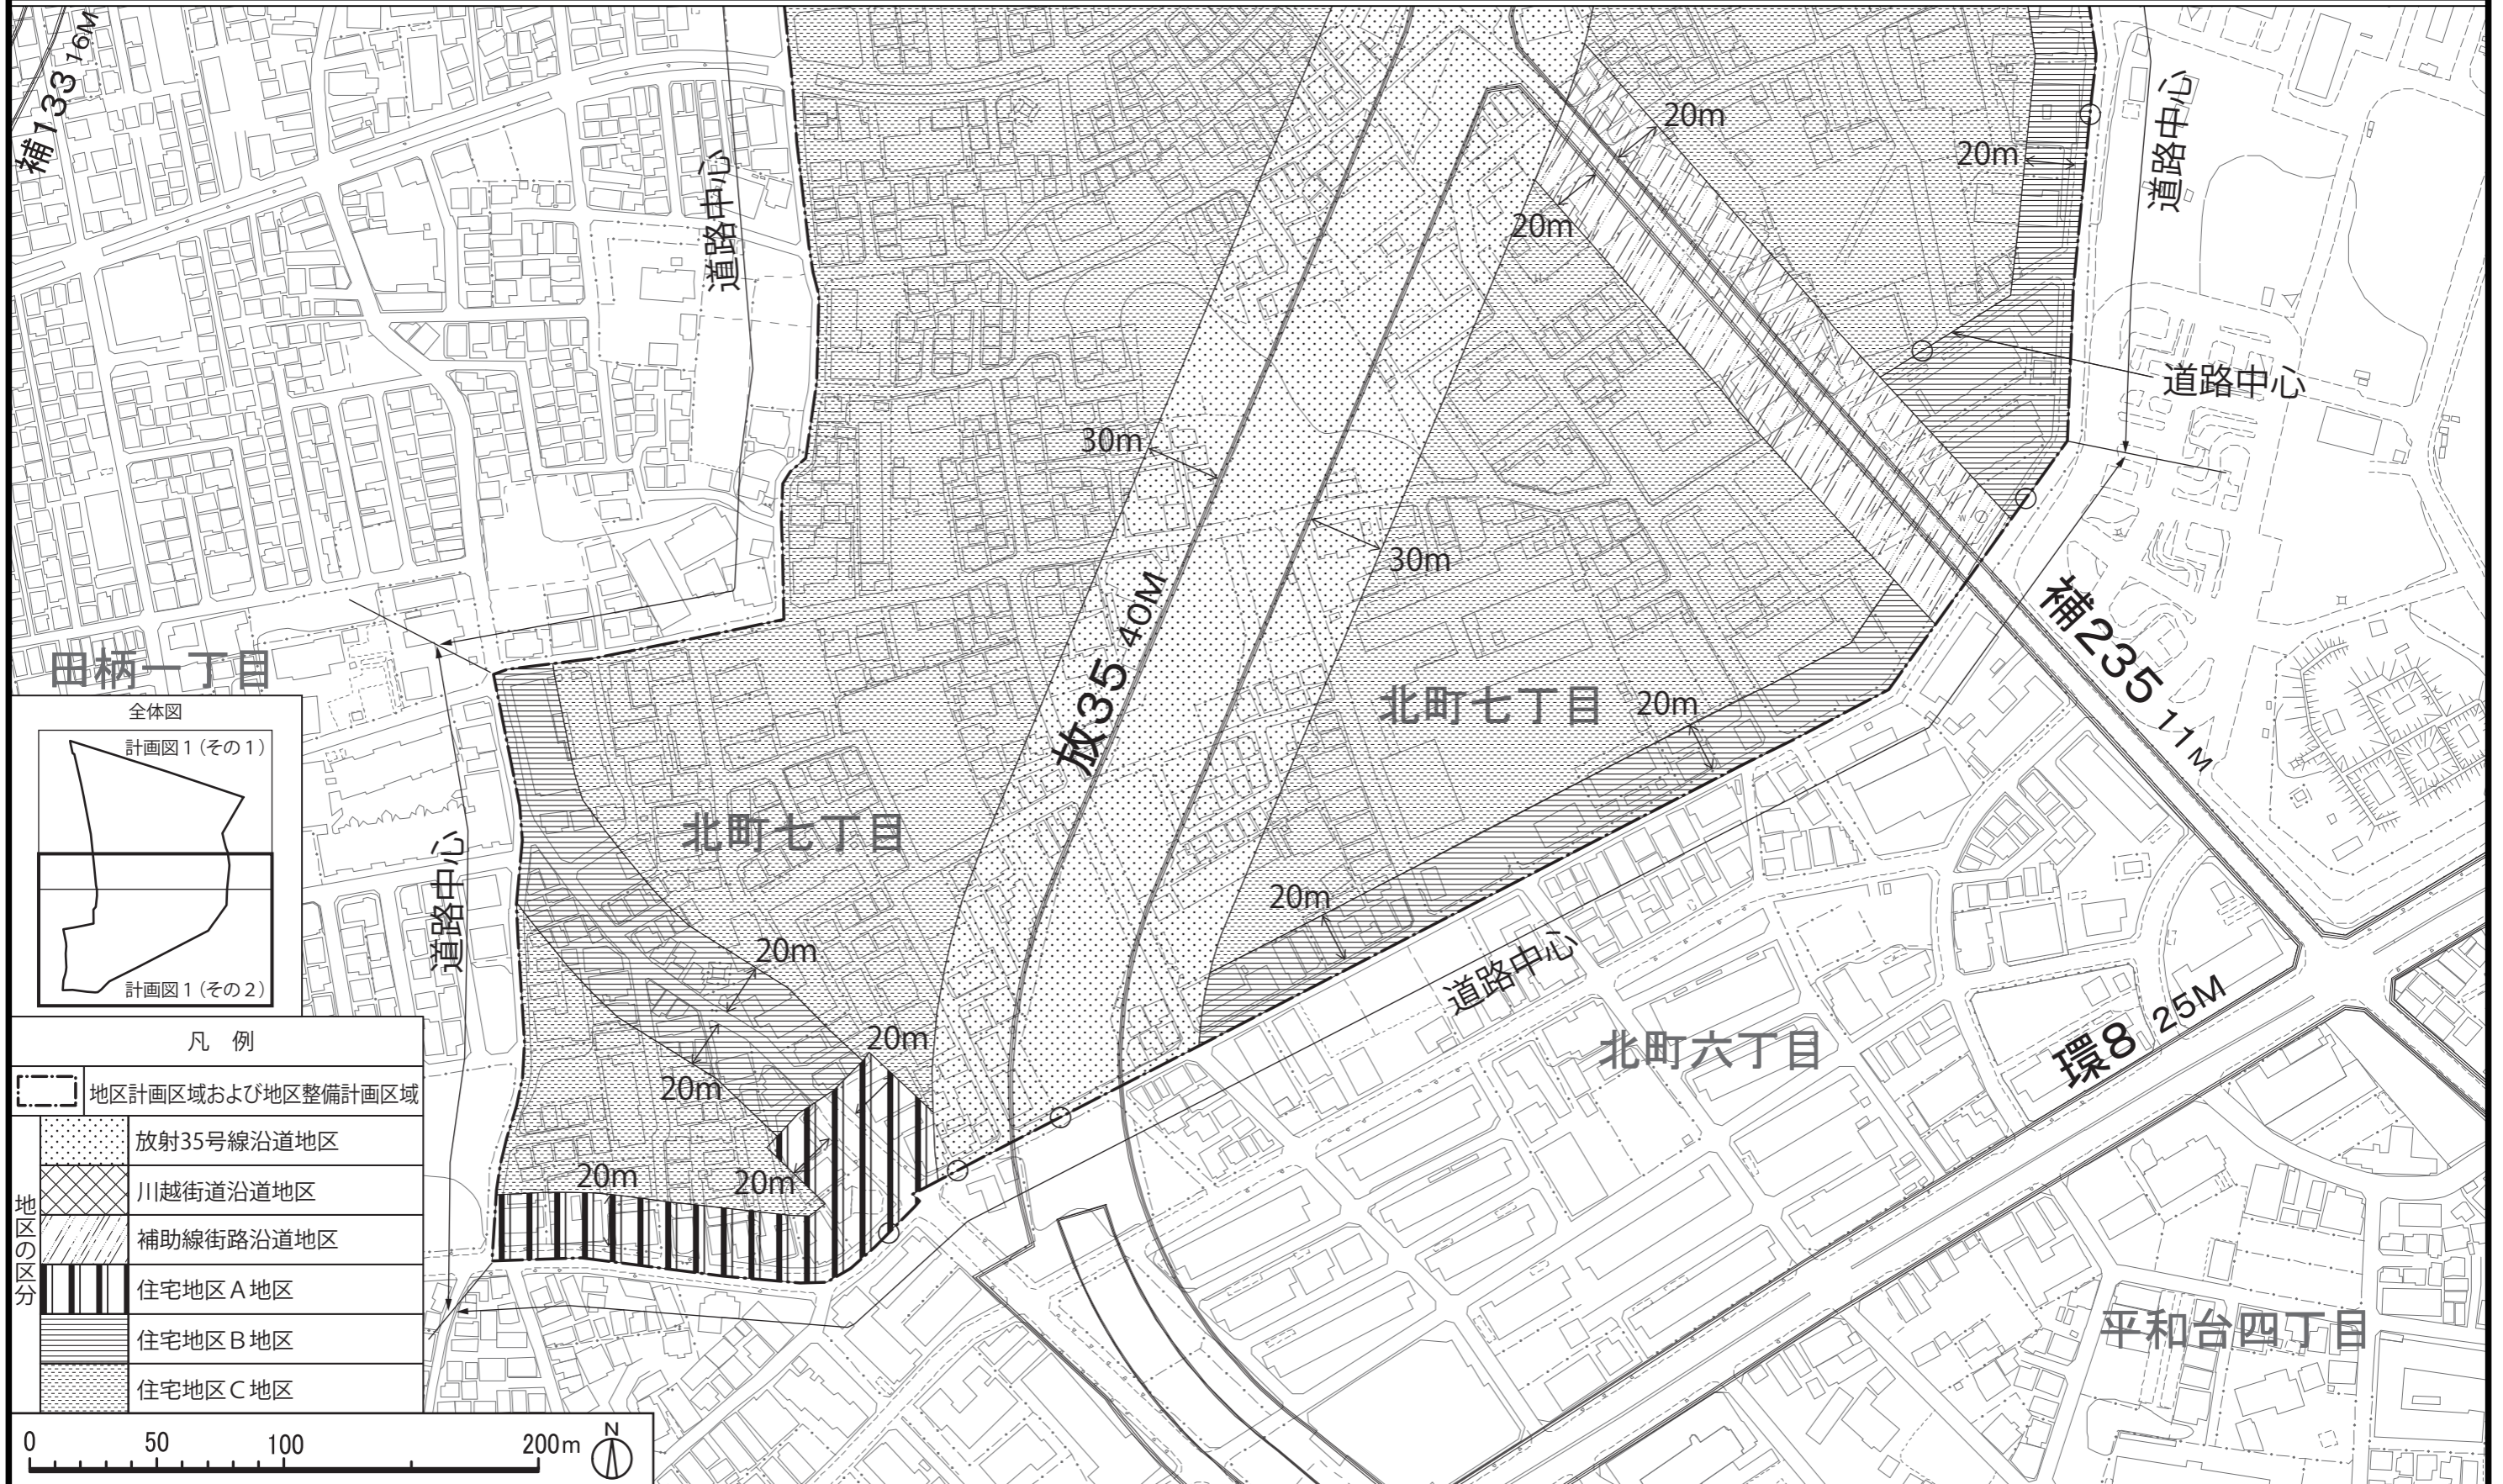 補133 16M
道路中心
20m
20m
20m
道路中心
道路中心
30m
30m
放35 40M
補235 11M
田柄一丁目
北町七丁目
20m
北町七丁目
全体図
計画図1(その1)
計画図1(その2)
道路中心
20m
20m
道路中心
20m
20m
20m
20m
北町六丁目
環8 25M
平和台四丁目
凡 例
地区計画区域および地区整備計画区域
地区の区分
放射35号線沿道地区
川越街道沿道地区
補助線街路沿道地区
住宅地区A地区
住宅地区B地区
住宅地区C地区
0 50 100 200m
N